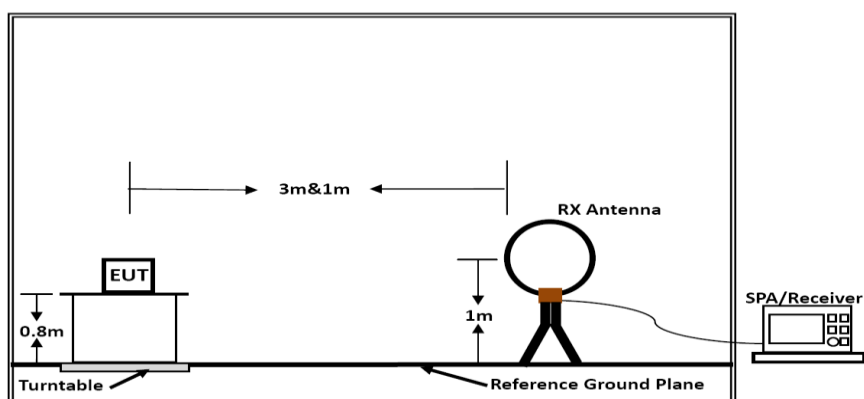 3m&1m
RX Antenna
EUT
SPA/Receiver
0.8m
1m
Turntable
Reference Ground Plane